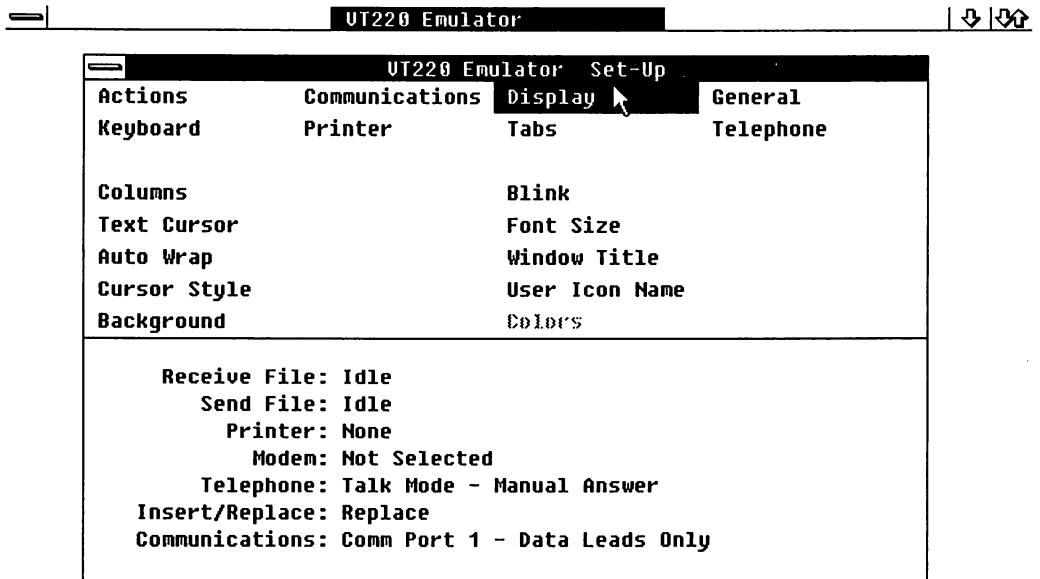 VT220 Emulator
VT220 Emulator Set-Up
Actions Communications Display General
Keyboard Printer Tabs Telephone
Columns Blink
Text Cursor Font Size
Auto Wrap Window Title
Cursor Style User Icon Name
Background Colors
Receive File: Idle
Send File: Idle
Printer: None
Modem: Not Selected
Telephone: Talk Mode - Manual Answer
Insert/Replace: Replace
Communications: Comm Port 1 - Data Leads Only